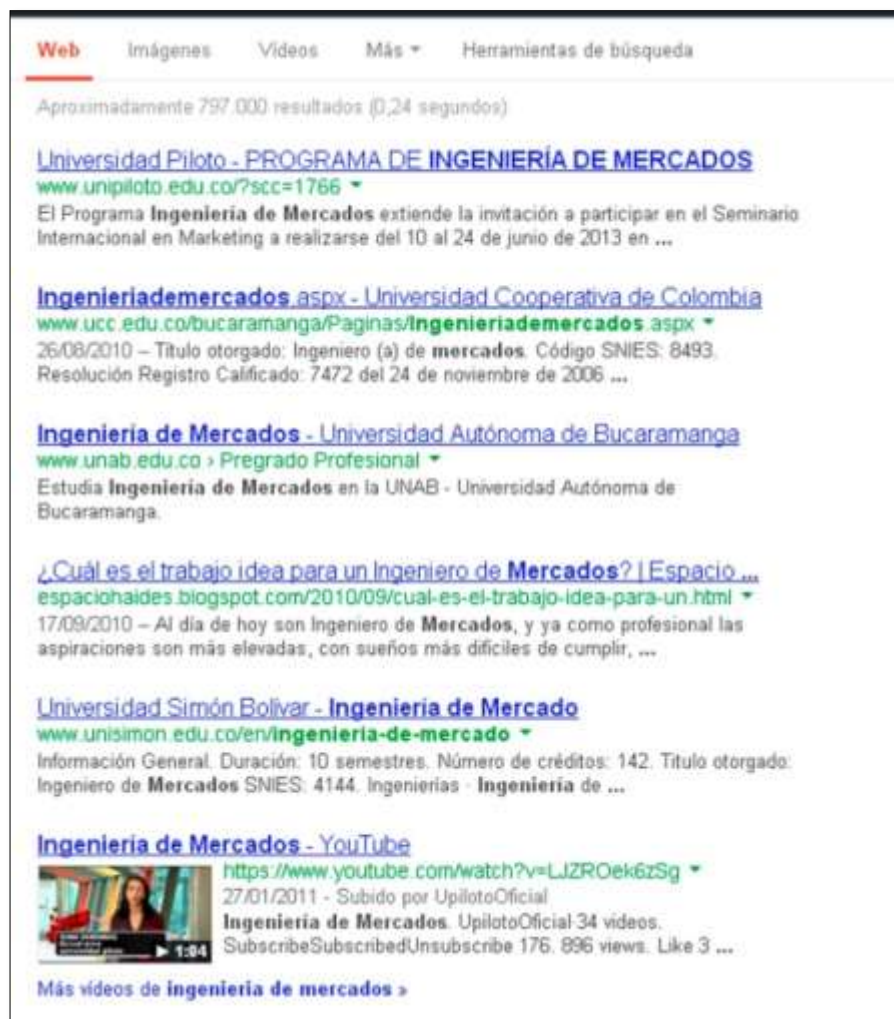 Web Imágenes Vídeos Más Herramientas de búsqueda
Aproximadamente 797.000 resultados (0,24 segundos)
Universidad Piloto - PROGRAMA DE INGENIERÍA DE MERCADOS
www.unipiloto.edu.co/?scc=1766
El Programa Ingeniería de Mercados extiende la invitación a participar en el Seminario
Internacional en Marketing a realizarse del 10 al 24 de junio de 2013 en ...
Ingenieriademercados.aspx - Universidad Cooperativa de Colombia
www.ucc.edu.co/bucaramanga/Paginas/Ingenieriademercados.aspx
26/08/2010 – Título otorgado: Ingeniero (a) de mercados. Código SNIES: 8493.
Resolución Registro Calificado: 7472 del 24 de noviembre de 2006 ...
Ingeniería de Mercados - Universidad Autónoma de Bucaramanga
www.unab.edu.co › Pregrado Profesional
Estudia Ingeniería de Mercados en la UNAB - Universidad Autónoma de
Bucaramanga.
¿Cuál es el trabajo idea para un Ingeniero de Mercados? | Espacio ...
espaciohaides.blogspot.com/2010/09/cual-es-el-trabajo-idea-para-un.html
17/09/2010 – Al día de hoy son Ingeniero de Mercados, y ya como profesional las
aspiraciones son más elevadas, con sueños más difíciles de cumplir, ...
Universidad Simón Bolívar - Ingeniería de Mercado
www.unisimon.edu.co/en/ingenieria-de-mercado
Información General. Duración: 10 semestres. Número de créditos: 142. Titulo otorgado:
Ingeniero de Mercados SNIES: 4144. Ingenierías · Ingeniería de ...
Ingeniería de Mercados - YouTube
https://www.youtube.com/watch?v=LJZROek6zSg
27/01/2011 - Subido por UpilotoOficial
Ingeniería de Mercados. UpilotoOficial 34 videos.
SubscribeSubscribedUnsubscribe 176. 896 views. Like 3 ...
1:04
Más vídeos de ingenieria de mercados »